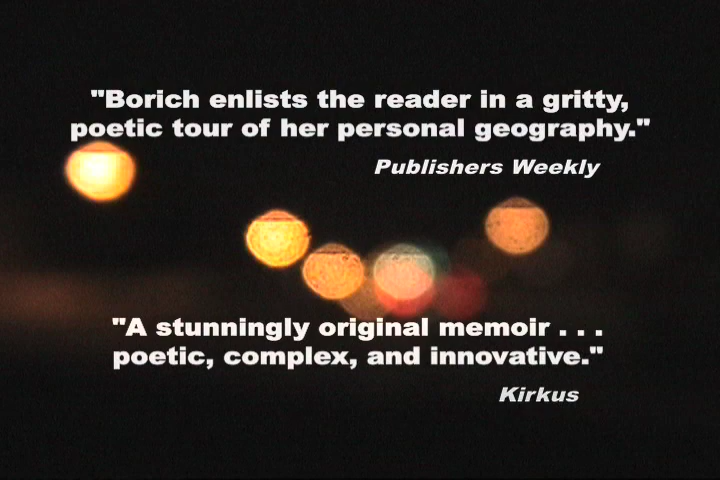 "Borich enlists the reader in a gritty,
poetic tour of her personal geography."
Publishers Weekly
"A stunningly original memoir . . .
poetic, complex, and innovative."
Kirkus